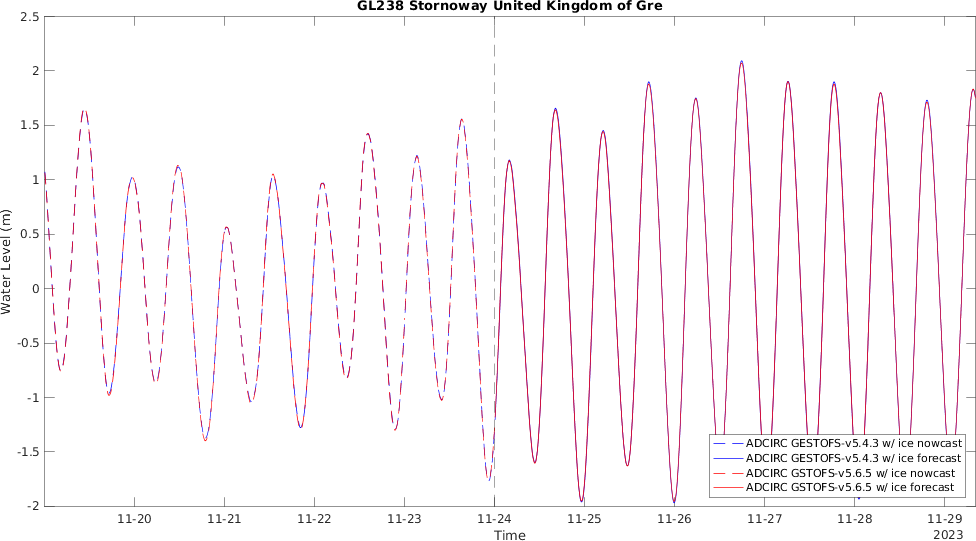 GL238 Stornoway United Kingdom of Gre
2.5
2
1.5
1
0.5
0
-0.5
-1
-1.5
-2
Water Level (m)
ADCIRC GESTOFS-v5.4.3 w/ ice nowcast
ADCIRC GESTOFS-v5.4.3 w/ ice forecast
ADCIRC GSTOFS-v5.6.5 w/ ice nowcast
ADCIRC GSTOFS-v5.6.5 w/ ice forecast
11-20 11-21 11-22 11-23 11-24 11-25 11-26 11-27 11-28 11-29
Time 2023